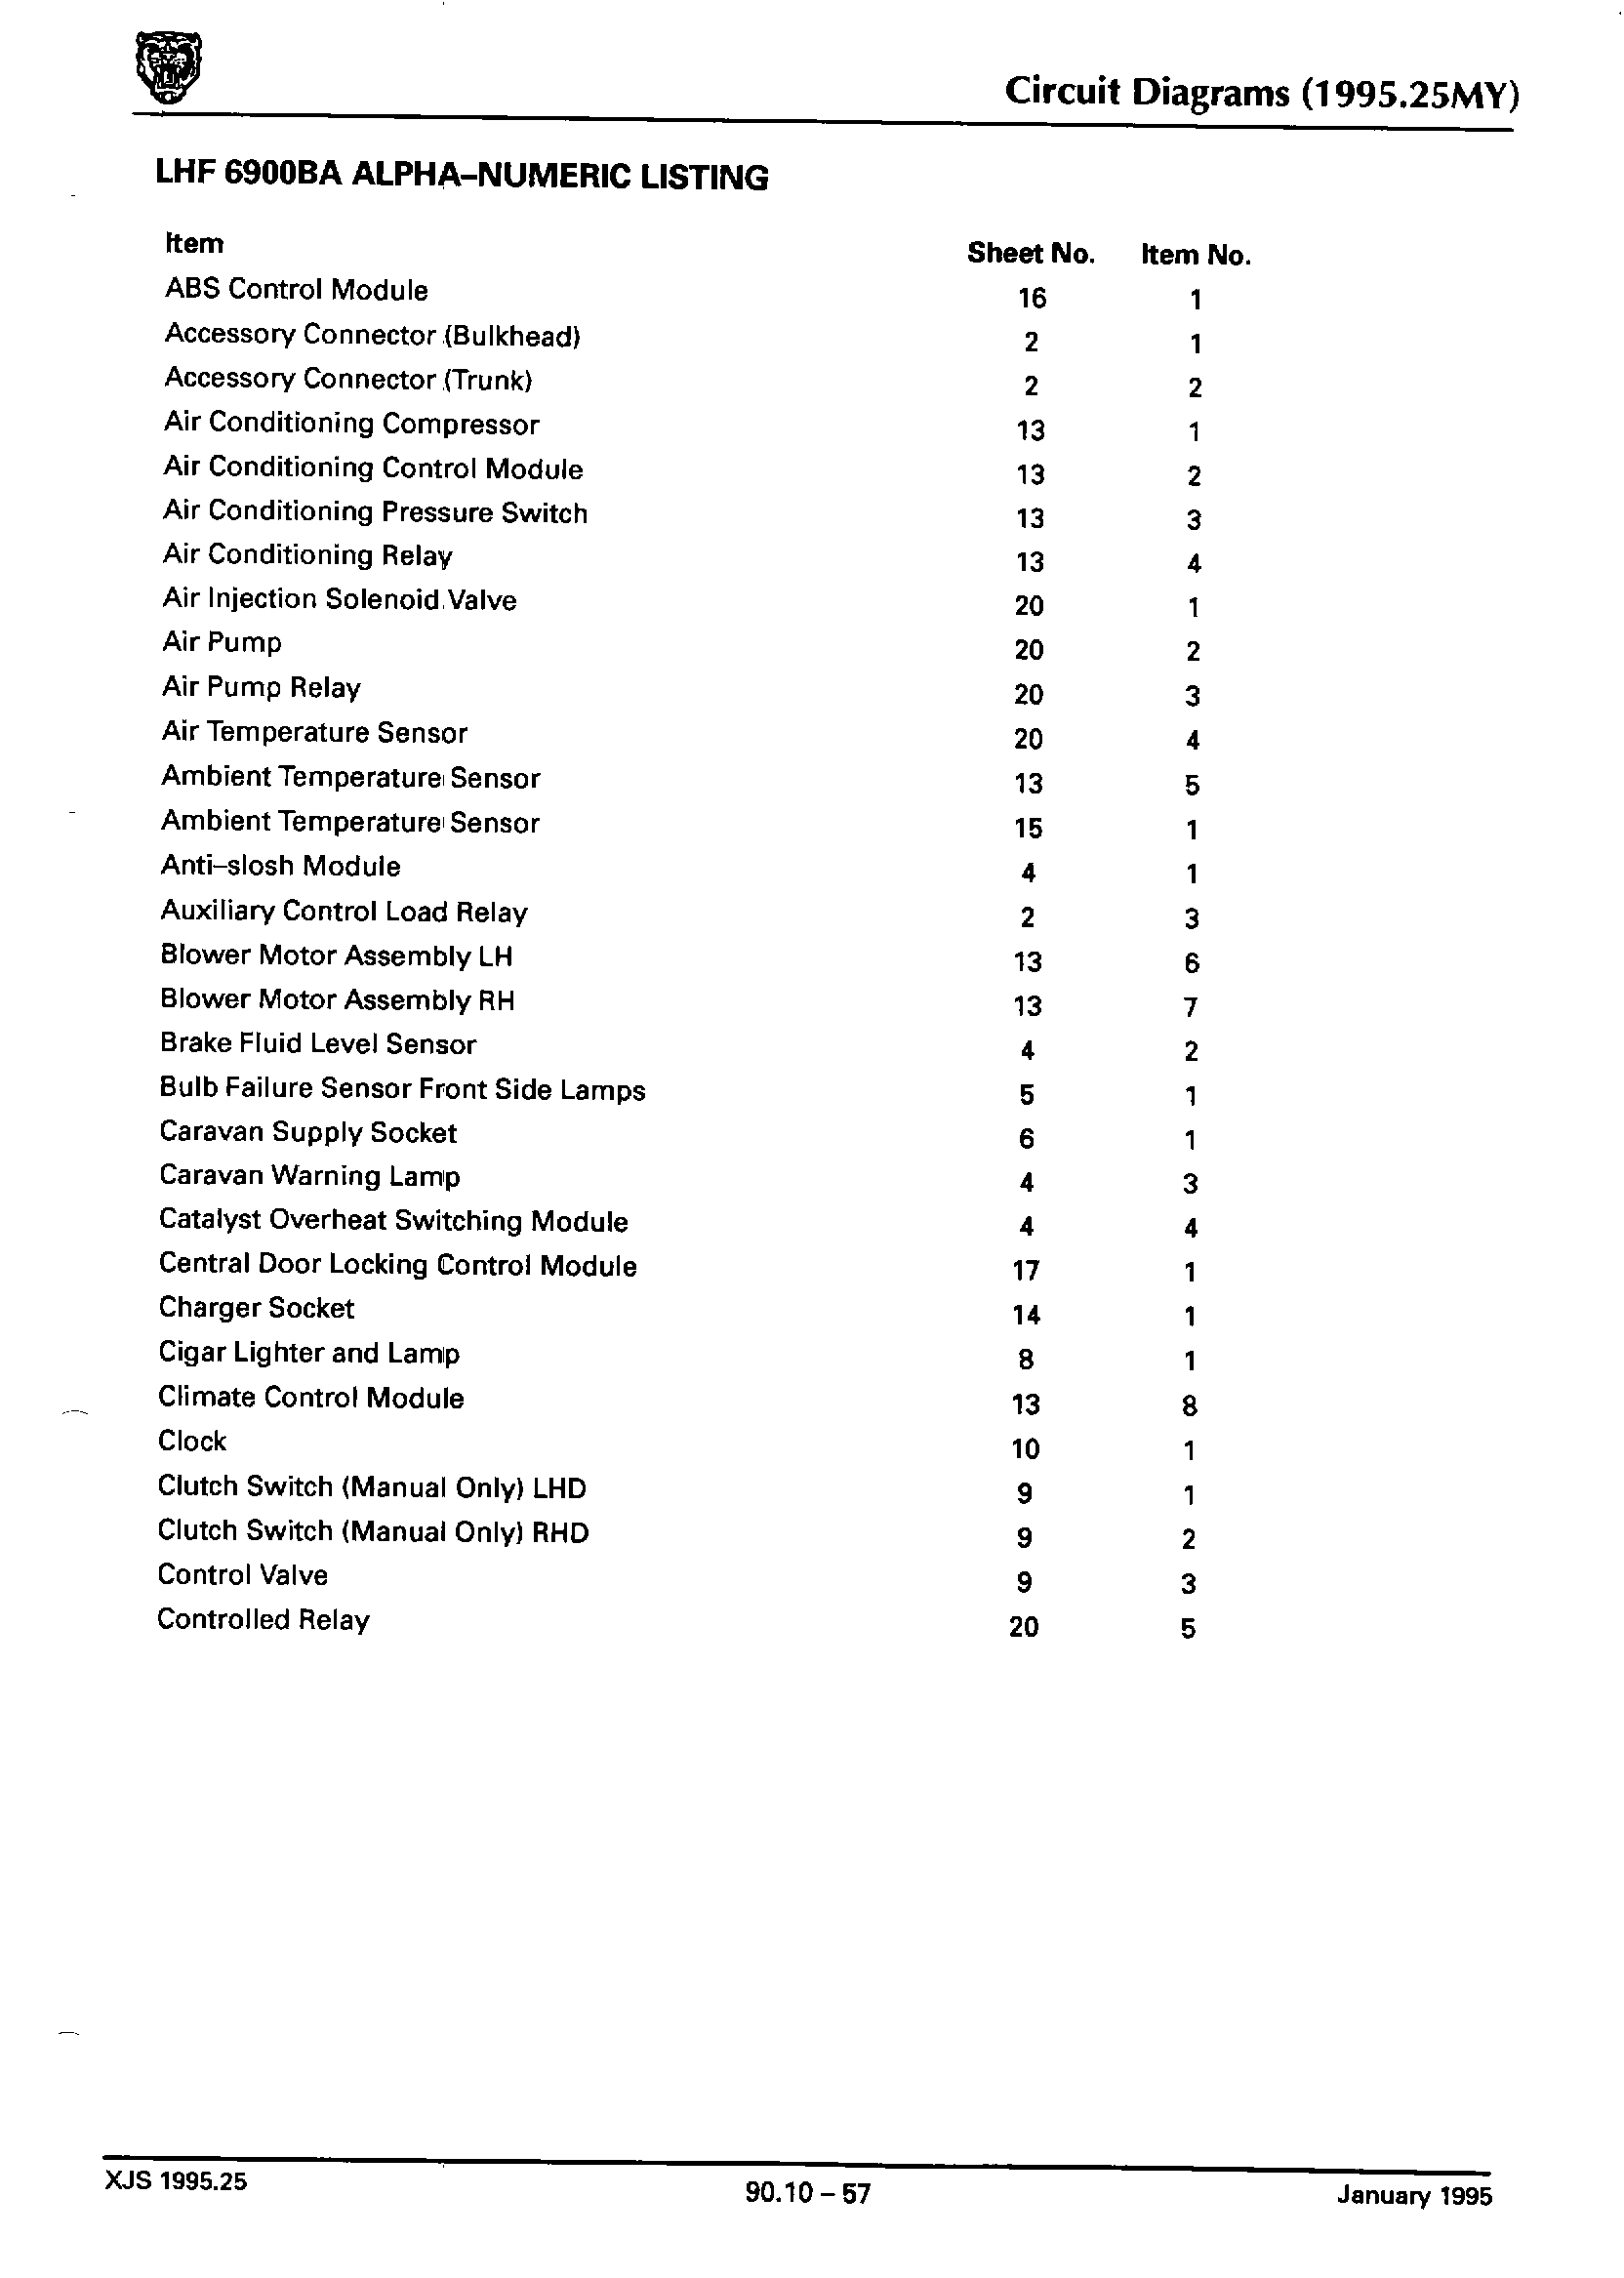 Circuit Diagrams (1995.25MY)
LHF 6900BA ALPHA–NUMERIC LISTING
Item Sheet No. Item No.
ABS Control Module 16 1
Accessory Connector (Bulkhead) 2 1
Accessory Connector (Trunk) 2 2
Air Conditioning Compressor 13 1
Air Conditioning Control Module 13 2
Air Conditioning Pressure Switch 13 3
Air Conditioning Relay 13 4
Air Injection Solenoid Valve 20 1
Air Pump 20 2
Air Pump Relay 20 3
Air Temperature Sensor 20 4
Ambient Temperature Sensor 13 5
Ambient Temperature Sensor 15 1
Anti–slosh Module 4 1
Auxiliary Control Load Relay 2 3
Blower Motor Assembly LH 13 6
Blower Motor Assembly RH 13 7
Brake Fluid Level Sensor 4 2
Bulb Failure Sensor Front Side Lamps 5 1
Caravan Supply Socket 6 1
Caravan Warning Lamp 4 3
Catalyst Overheat Switching Module 4 4
Central Door Locking Control Module 17 1
Charger Socket 14 1
Cigar Lighter and Lamp 8 1
Climate Control Module 13 8
Clock 10 1
Clutch Switch (Manual Only) LHD 9 1
Clutch Switch (Manual Only) RHD 9 2
Control Valve 9 3
Controlled Relay 20 5
XJS 1995.25 90.10 – 57 January 1995